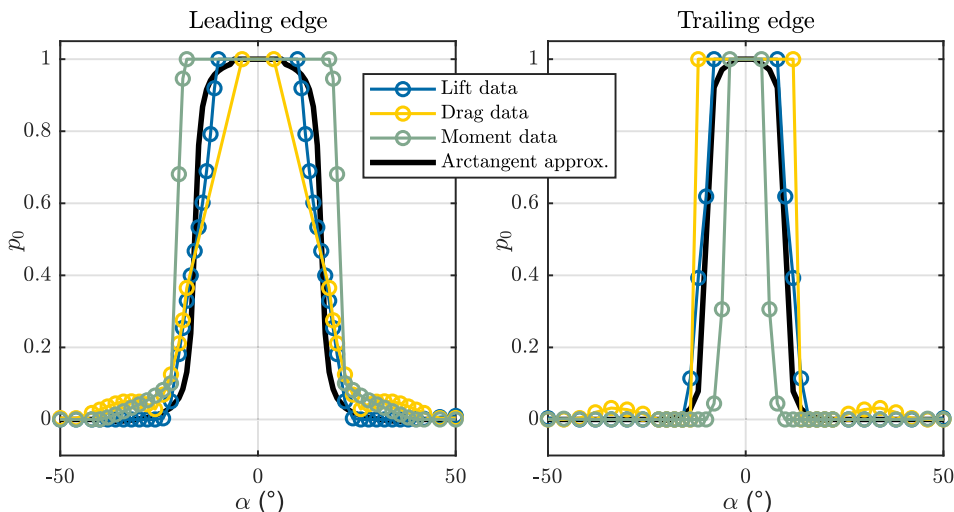 Leading edge
Trailing edge
1
0.8
0.6
0.4
0.2
0
p0
-50
0
50
α (°)
Lift data
Drag data
Moment data
Arctangent approx.
1
0.8
0.6
0.4
0.2
0
p0
-50
0
50
α (°)